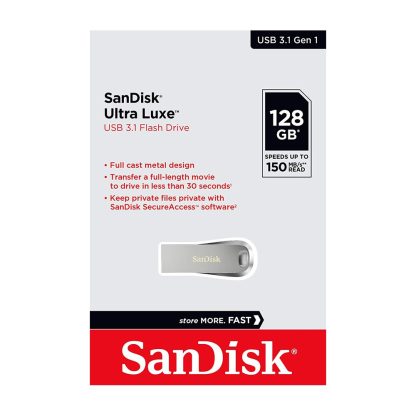 USB 3.1 Gen 1
SanDisk®
Ultra Luxe™
USB 3.1 Flash Drive
128
GB*
SPEEDS UP TO
150 MB/s**
READ
• Full cast metal design
• Transfer a full-length movie
to drive in less than 30 seconds¹
• Keep private files private with
SanDisk SecureAccess™ software²
SanDisk
store MORE. FAST
SanDisk®